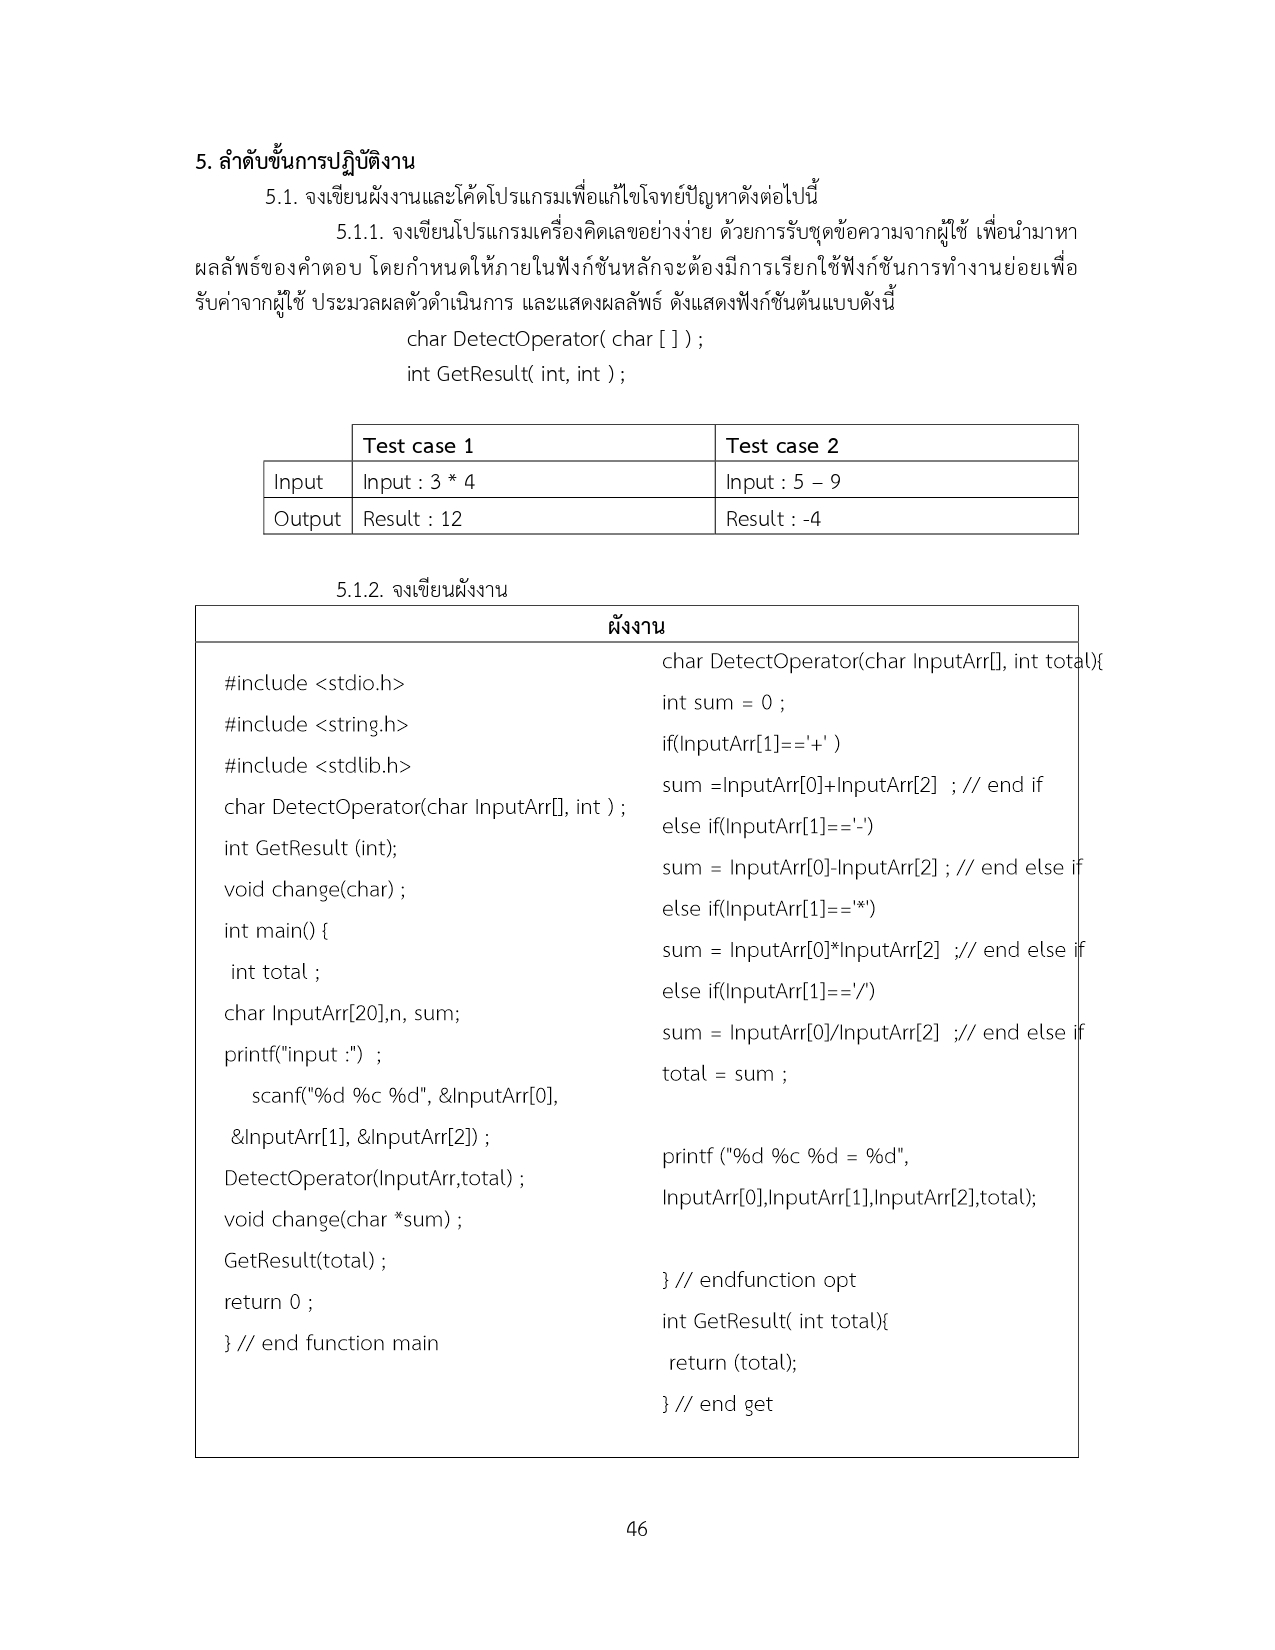 5. ลำดับขั้นการปฏิบัติงาน
5.1. จงเขียนผังงานและโค้ดโปรแกรมเพื่อแก้ไขโจทย์ปัญหาดังต่อไปนี้
5.1.1. จงเขียนโปรแกรมเครื่องคิดเลขอย่างง่าย ด้วยการรับชุดข้อความจากผู้ใช้ เพื่อนำมาหา
ผลลัพธ์ของคำตอบ โดยกำหนดให้ภายในฟังก์ชันหลักจะต้องมีการเรียกใช้ฟังก์ชันการทำงานย่อยเพื่อ
รับค่าจากผู้ใช้ ประมวลผลตัวดำเนินการ และแสดงผลลัพธ์ ดังแสดงฟังก์ชันต้นแบบดังนี้
char DetectOperator( char [ ] ) ;
int GetResult( int, int ) ;
Test case 1 Test case 2
Input Input : 3 * 4 Input : 5 – 9
Output Result : 12 Result : -4
5.1.2. จงเขียนผังงาน
ผังงาน
#include <stdio.h>
#include <string.h>
#include <stdlib.h>
char DetectOperator(char InputArr[], int ) ;
int GetResult (int);
void change(char) ;
int main() {
int total ;
char InputArr[20],n, sum;
printf("input :") ;
scanf("%d %c %d", &InputArr[0],
&InputArr[1], &InputArr[2]) ;
DetectOperator(InputArr,total) ;
void change(char *sum) ;
GetResult(total) ;
return 0 ;
} // end function main
char DetectOperator(char InputArr[], int total){
int sum = 0 ;
if(InputArr[1]=='+' )
sum =InputArr[0]+InputArr[2] ; // end if
else if(InputArr[1]=='-')
sum = InputArr[0]-InputArr[2] ; // end else if
else if(InputArr[1]=='*')
sum = InputArr[0]*InputArr[2] ;// end else if
else if(InputArr[1]=='/')
sum = InputArr[0]/InputArr[2] ;// end else if
total = sum ;
printf ("%d %c %d = %d",
InputArr[0],InputArr[1],InputArr[2],total);
} // endfunction opt
int GetResult( int total){
return (total);
} // end get
46